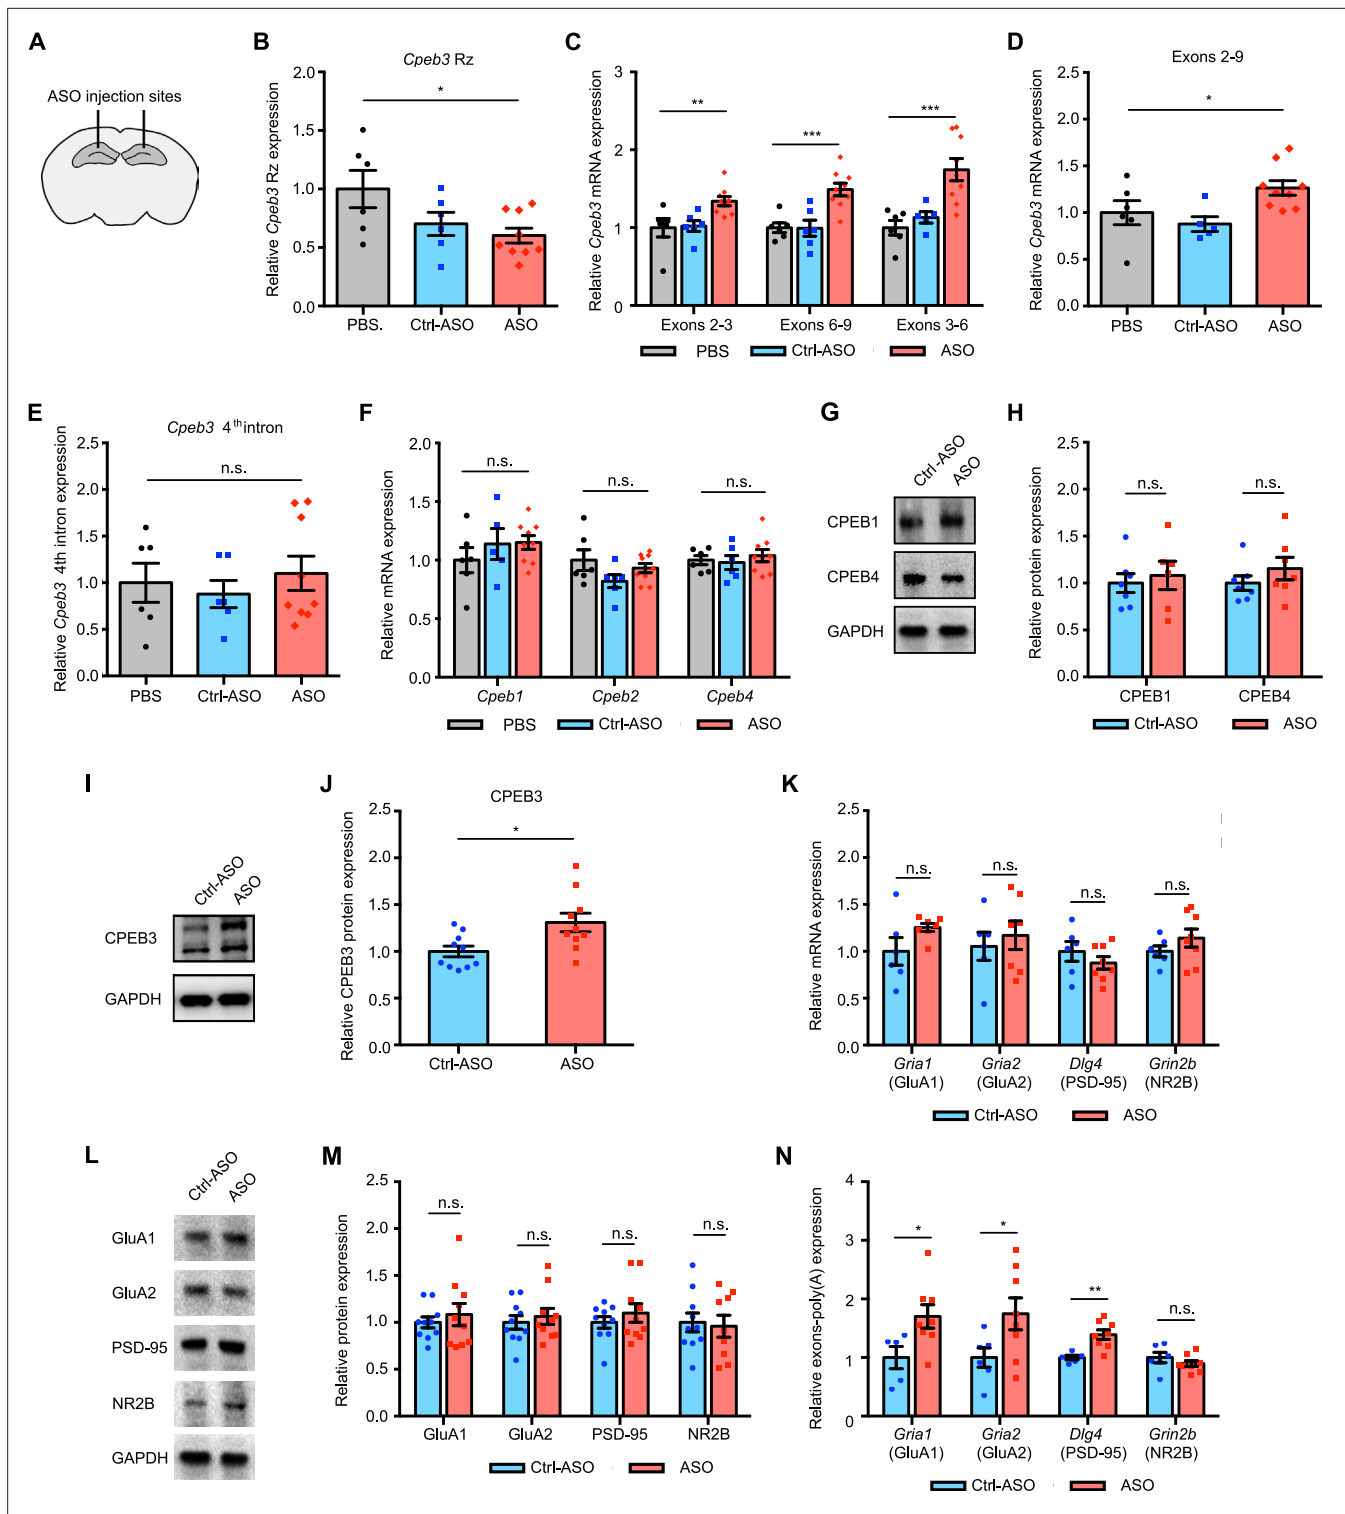 A
ASO injection sites
B
Cpeb3 Rz
Relative Cpeb3 Rz expression
2.0
1.5
1.0
0.5
0.0
*
PBS.
Ctrl-ASO
ASO
C
Relative Cpeb3 mRNA expression
3
2
1
0
**
***
***
Exons 2-3
Exons 6-9
Exons 3-6
PBS
Ctrl-ASO
ASO
D
Exons 2-9
Relative Cpeb3 mRNA expression
2.5
2.0
1.5
1.0
0.5
0.0
*
PBS
Ctrl-ASO
ASO
E
Cpeb3 4th intron
Relative Cpeb3 4th intron expression
2.5
2.0
1.5
1.0
0.5
0.0
n.s.
PBS
Ctrl-ASO
ASO
F
Relative mRNA expression
2.0
1.5
1.0
0.5
0.0
n.s.
n.s.
n.s.
Cpeb1
Cpeb2
Cpeb4
PBS
Ctrl-ASO
ASO
G
Ctrl-ASO
ASO
CPEB1
CPEB4
GAPDH
H
Relative protein expression
2.5
2.0
1.5
1.0
0.5
0.0
n.s.
n.s.
CPEB1
CPEB4
Ctrl-ASO
ASO
I
Ctrl-ASO
ASO
CPEB3
GAPDH
J
CPEB3
Relative CPEB3 protein expression
2.5
2.0
1.5
1.0
0.5
0.0
*
Ctrl-ASO
ASO
K
Relative mRNA expression
2.5
2.0
1.5
1.0
0.5
0.0
n.s.
n.s.
n.s.
n.s.
Gria1
(GluA1)
Gria2
(GluA2)
Dlg4
(PSD-95)
Grin2b
(NR2B)
Ctrl-ASO
ASO
L
Ctrl-ASO
ASO
GluA1
GluA2
PSD-95
NR2B
GAPDH
M
Relative protein expression
2.5
2.0
1.5
1.0
0.5
0.0
n.s.
n.s.
n.s.
n.s.
GluA1
GluA2
PSD-95
NR2B
Ctrl-ASO
ASO
N
Relative exons-poly(A) expression
4
3
2
1
0
*
*
**
n.s.
Gria1
(GluA1)
Gria2
(GluA2)
Dlg4
(PSD-95)
Grin2b
(NR2B)
Ctrl-ASO
ASO